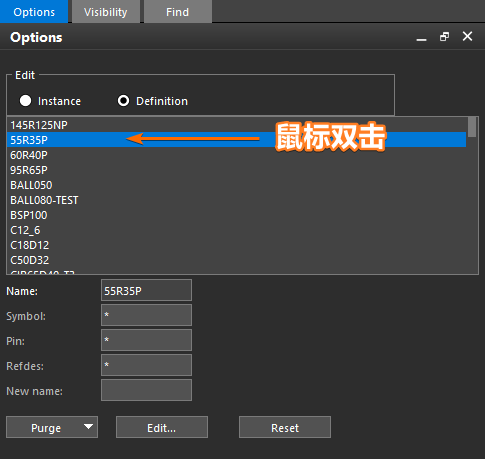 Options Visibility Find
Options
Edit
Instance Definition
145R125NP
55R35P
鼠标双击
60R40P
95R65P
BALL050
BALL080-TEST
BSP100
C12_6
C18D12
C50D32
Name: 55R35P
Symbol: *
Pin: *
Refdes: *
New name:
Purge Edit... Reset